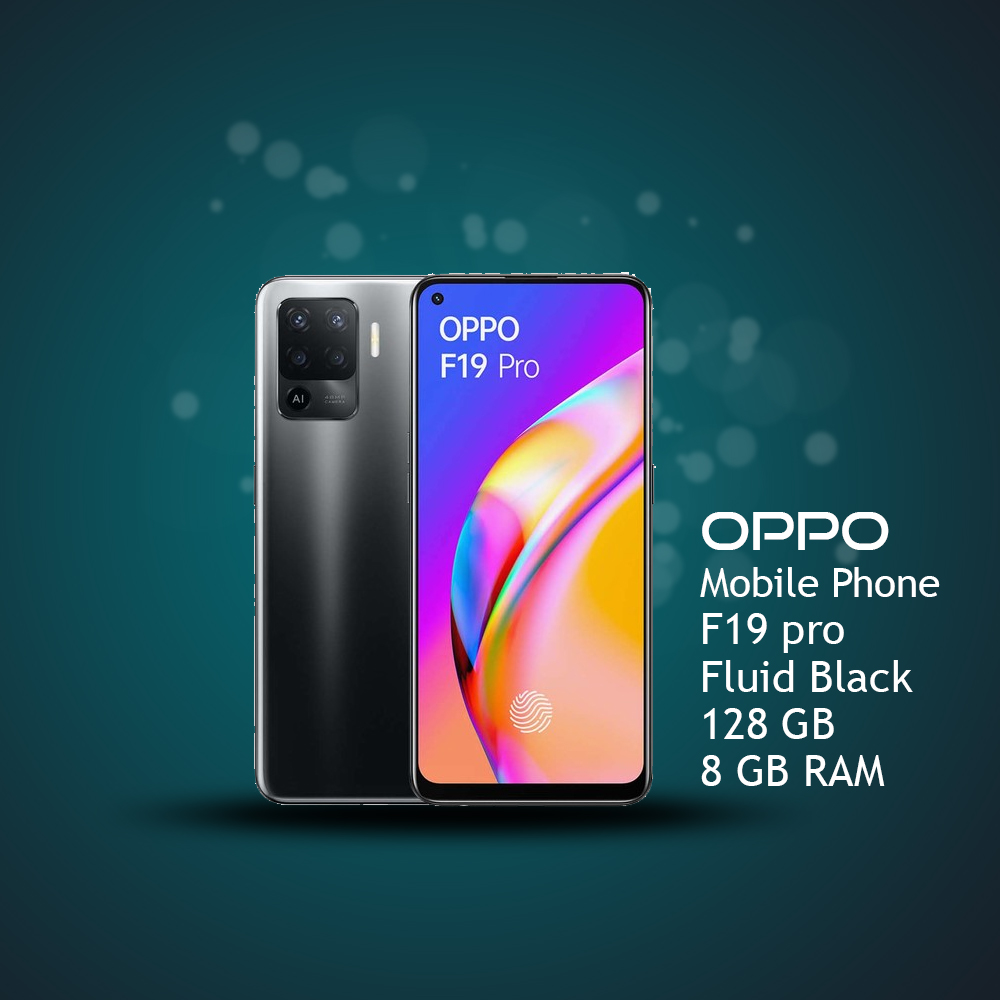 OPPO
F19 Pro
AI
OPPO
Mobile Phone
F19 pro
Fluid Black
128 GB
8 GB RAM